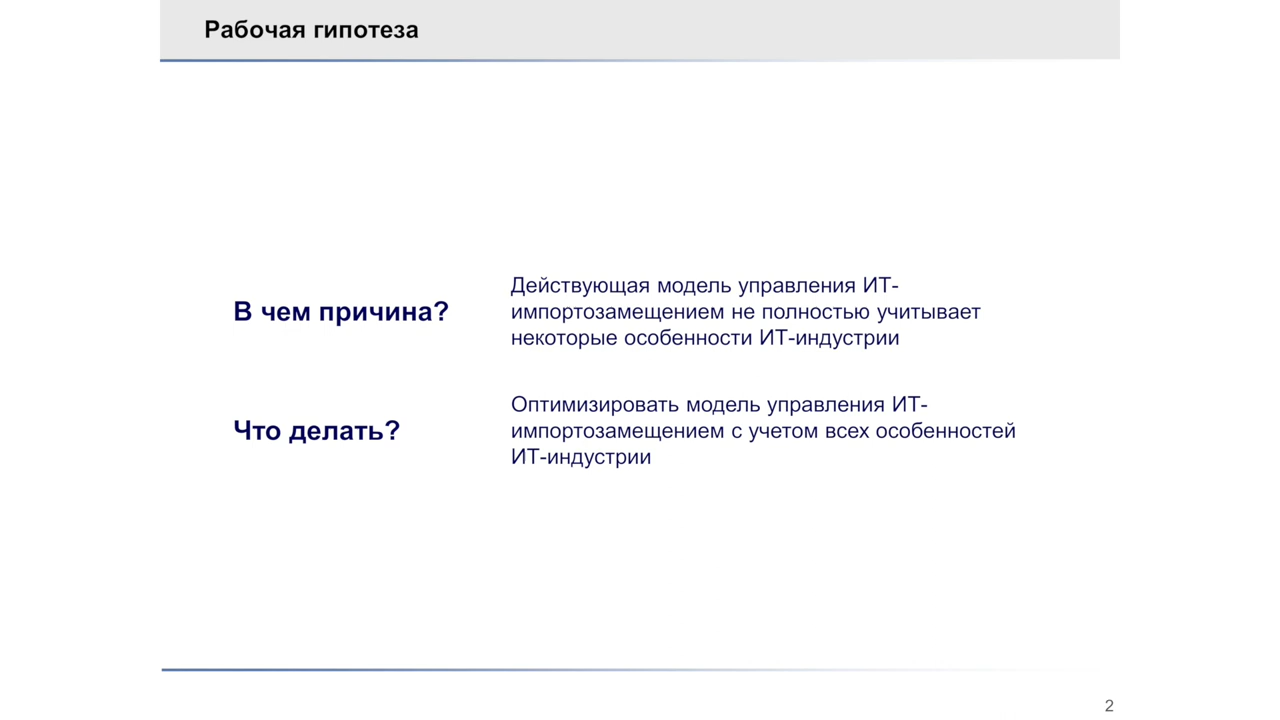 Рабочая гипотеза
В чем причина?
Действующая модель управления ИТ-
импортозамещением не полностью учитывает
некоторые особенности ИТ-индустрии
Что делать?
Оптимизировать модель управления ИТ-
импортозамещением с учетом всех особенностей
ИТ-индустрии
2